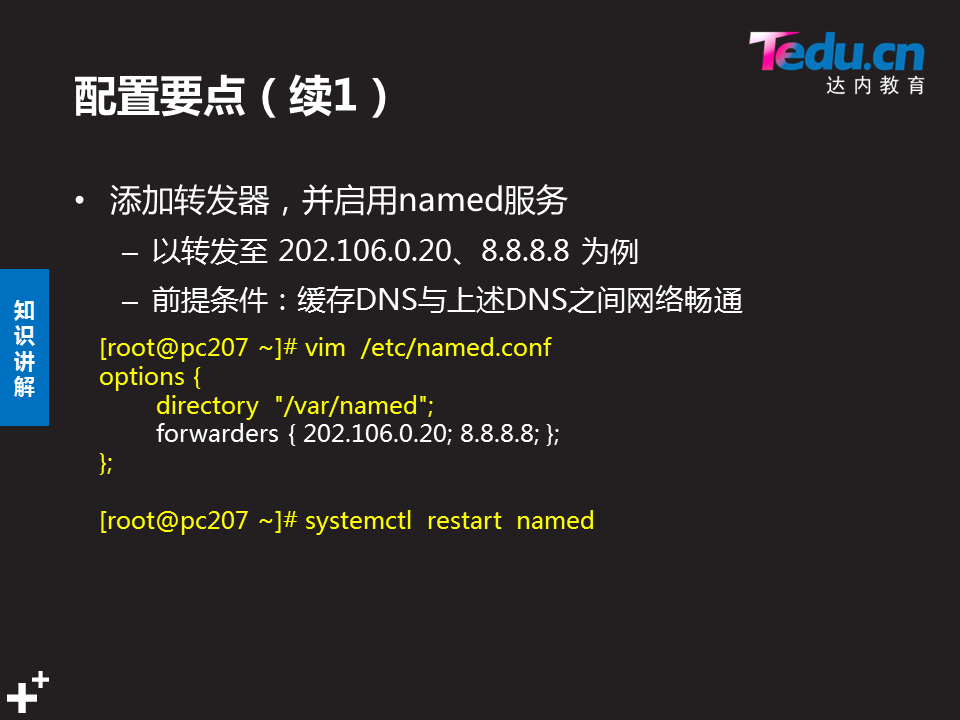 Tedu.cn
达内教育
配置要点（续1）
• 添加转发器，并启用named服务
– 以转发至 202.106.0.20、8.8.8.8 为例
– 前提条件：缓存DNS与上述DNS之间网络畅通
知识讲解
[root@pc207 ~]# vim /etc/named.conf
options {
directory "/var/named";
forwarders { 202.106.0.20; 8.8.8.8; };
};
[root@pc207 ~]# systemctl restart named